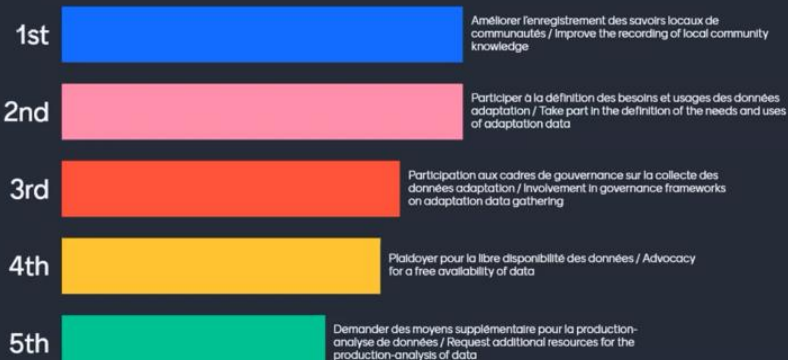 1st
Améliorer l'enregistrement des savoirs locaux de
communautés / Improve the recording of local community
knowledge
2nd
Participer à la définition des besoins et usages des données
adaptation / Take part in the definition of the needs and uses
of adaptation data
3rd
Participation aux cadres de gouvernance sur la collecte des
données adaptation / Involvement in governance frameworks
on adaptation data gathering
4th
Plaidoyer pour la libre disponibilité des données / Advocacy
for a free availability of data
5th
Demander des moyens supplémentaire pour la production-
analyse de données / Request additional resources for the
production-analysis of data